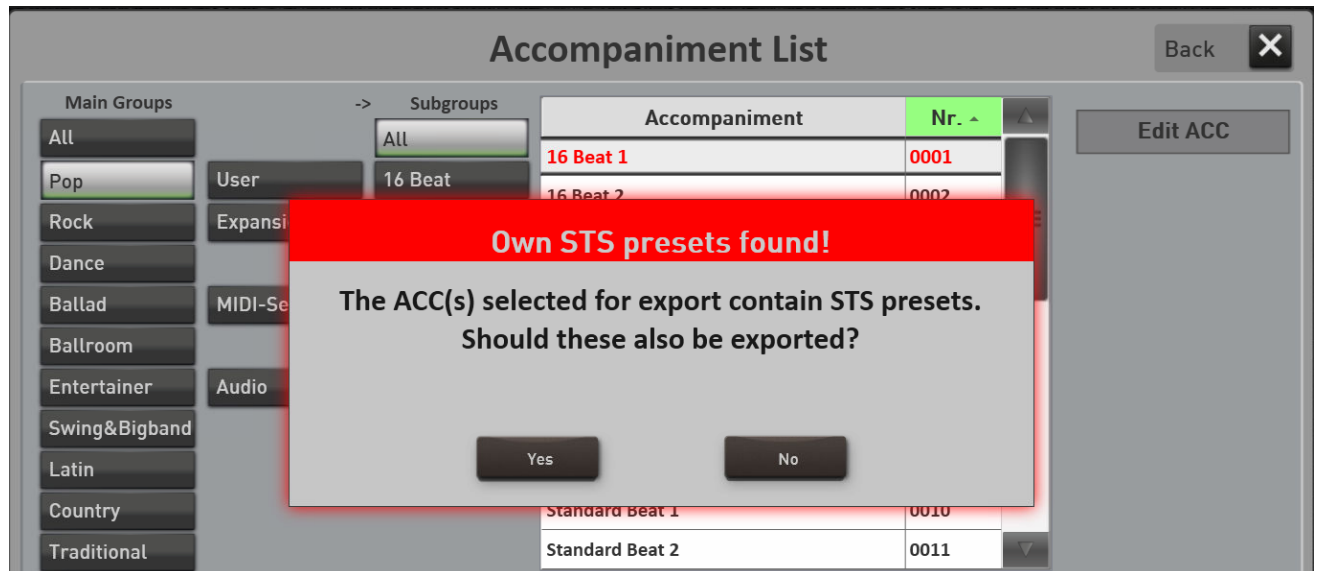 Accompaniment List
Back
Main Groups -> Subgroups
Accompaniment Nr.
Edit ACC
All
All
16 Beat 1 0001
Pop
User
16 Beat
16 Beat 2 0002
Rock
Dance
Ballad
Ballroom
Entertainer
Audio
Swing&Bigband
Latin
Country
Traditional
Own STS presets found!
The ACC(s) selected for export contain STS presets.
Should these also be exported?
Yes
No
Standard Beat 1 0010
Standard Beat 2 0011